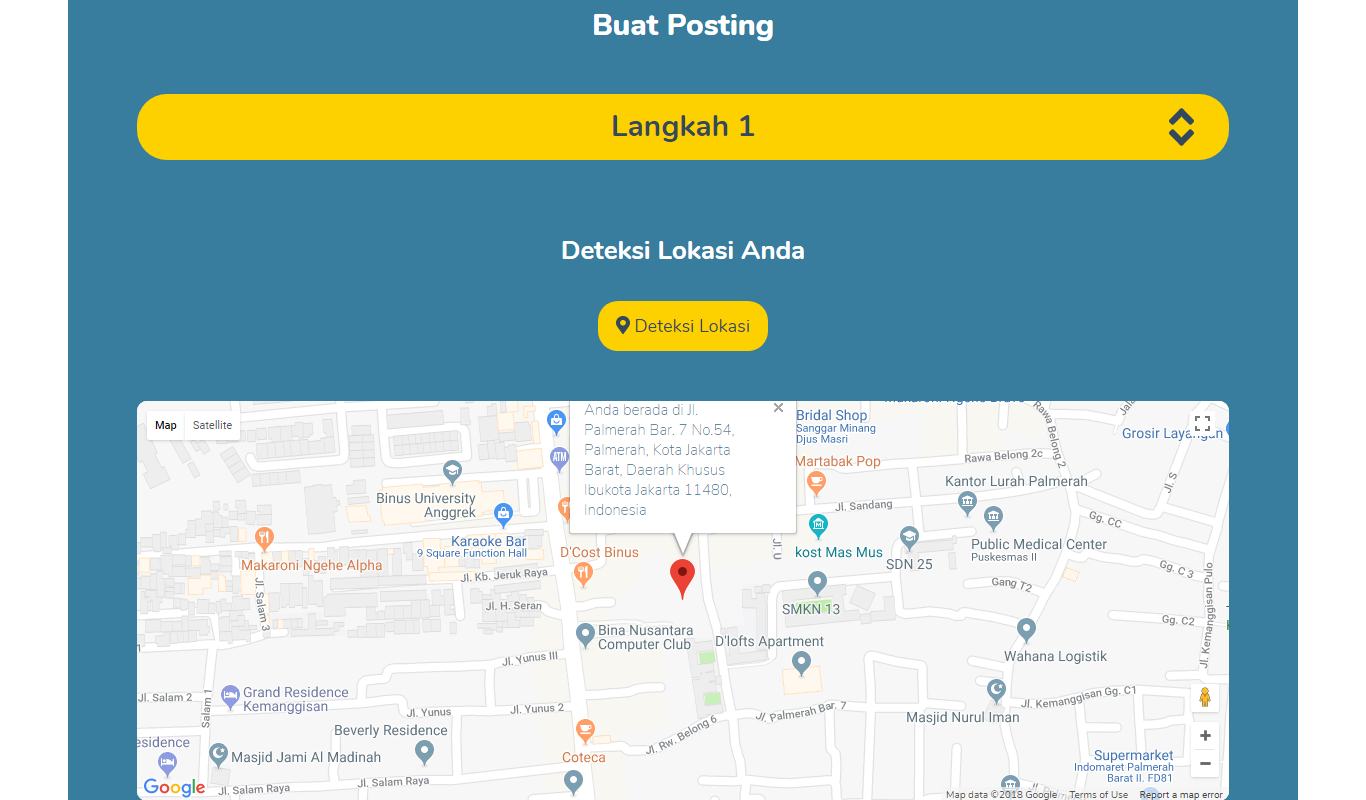 Buat Posting
Langkah 1
Deteksi Lokasi Anda
Deteksi Lokasi
Map
Satellite
Anda berada di Jl.
Palmerah Bar. 7 No.54,
Palmerah, Kota Jakarta
Barat, Daerah Khusus
Ibukota Jakarta 11480,
Indonesia
Bridal Shop
Sanggar Minang
Djus Masri
Rawa Belong 2
Grosir Layangan
ATM
Martabak Pop
Rawa Belong 2c
Jl. S
Binus University
Anggrek
Kantor Lurah Palmerah
Jl. Sandang
Gg. CC
Karaoke Bar
9 Square Function Hall
D'Cost Binus
Jl. U
kost Mas Mus
SDN 25
Public Medical Center
Puskesmas II
Makaroni Ngehe Alpha
Jl. Kb. Jeruk Raya
Gang T2
Gg. C 3
Jl. Salam 3
Jl. H. Seran
SMKN 13
Gg. C2
Jl. Kemanggisan Pulo
Bina Nusantara
Computer Club
D'lofts Apartment
Jl. Yunus III
Wahana Logistik
Jl. Salam 2
Salam 1
Grand Residence
Kemanggisan
Jl. Yunus
Jl. Yunus 2
Jl. Palmerah Bar. 7
Masjid Nurul Iman
Jl. Kemanggisan Gg. C1
Beverly Residence
Jl. Rw. Belong 6
esidence
Masjid Jami Al Madinah
Coteca
Supermarket
Indomaret Palmerah
Barat II. FD81
Jl. Salam Raya
Jl. Salam Raya
Google
Map data ©2018 Google
Terms of Use
Report a map error